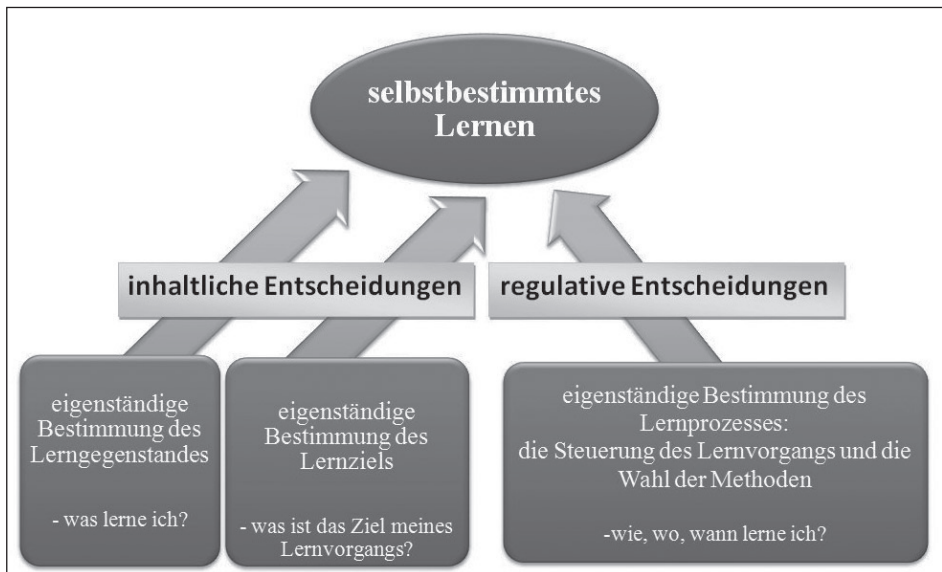 selbstbestimmtes
Lernen
inhaltliche Entscheidungen
regulative Entscheidungen
eigenständige
Bestimmung des
Lerngegenstandes
- was lerne ich?
eigenständige
Bestimmung des
Lernziels
- was ist das Ziel meines
Lernvorgangs?
eigenständige Bestimmung des
Lernprozesses:
die Steuerung des Lernvorgangs und die
Wahl der Methoden
-wie, wo, wann lerne ich?